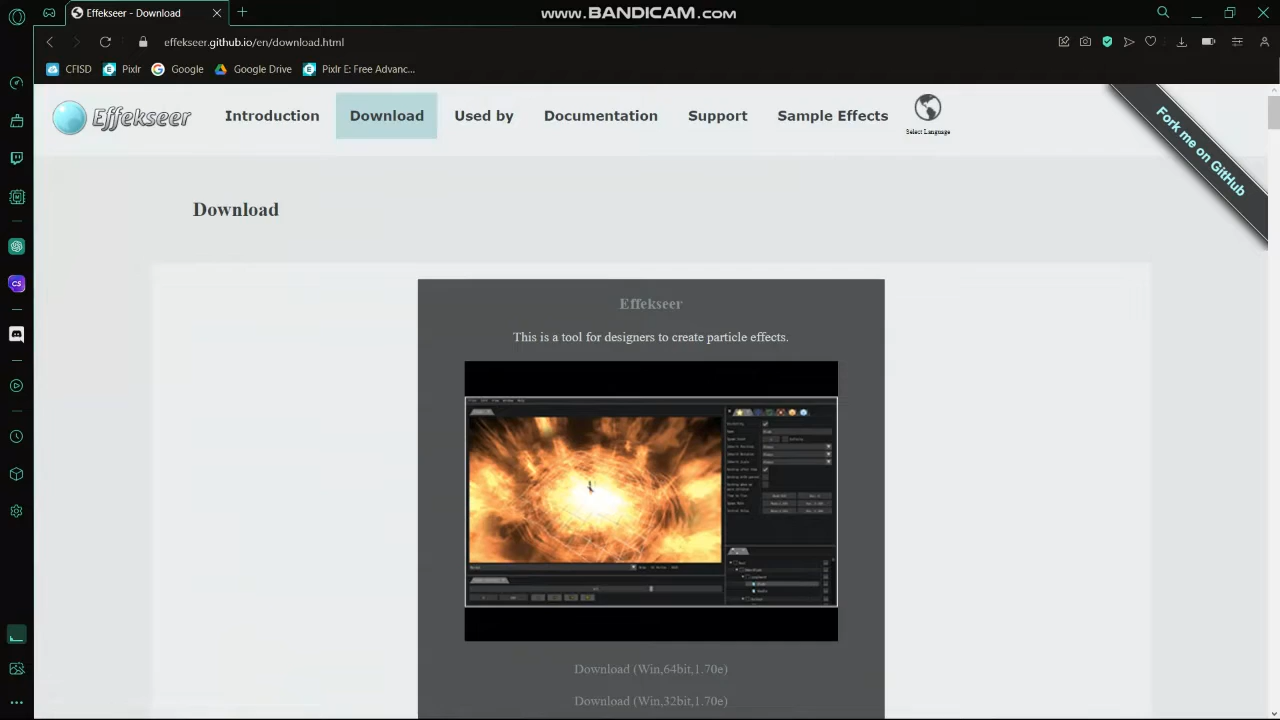 www.BANDICAM.com
Effekseer - Download
effekseer.github.io/en/download.html
CFISD
Pixlr
Google
Google Drive
Pixlr E: Free Advanc...
Effekseer
Introduction
Download
Used by
Documentation
Support
Sample Effects
Select Language
Fork me on GitHub
Download
Effekseer
This is a tool for designers to create particle effects.
Download (Win,64bit,1.70e)
Download (Win,32bit,1.70e)